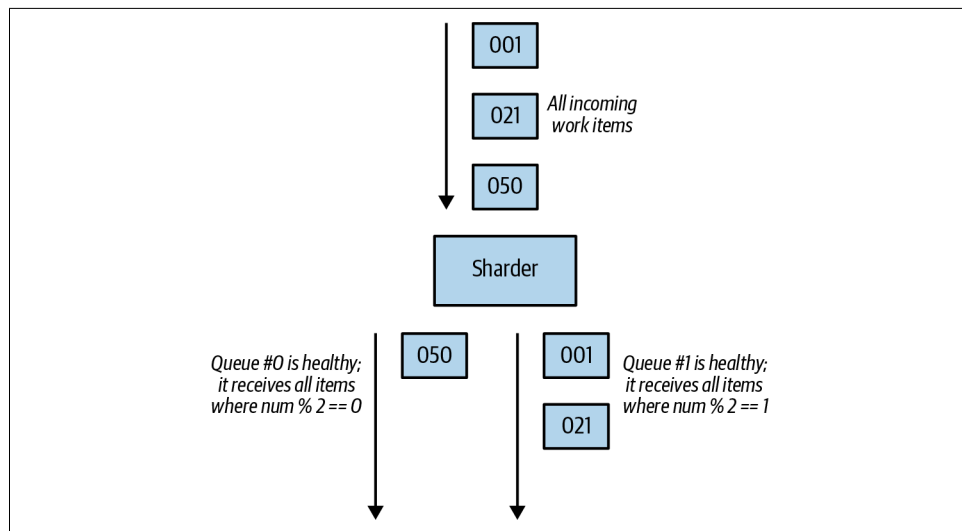 001
021
All incoming
work items
050
Sharder
050
Queue #0 is healthy;
it receives all items
where num % 2 == 0
001
Queue #1 is healthy;
it receives all items
where num % 2 == 1
021